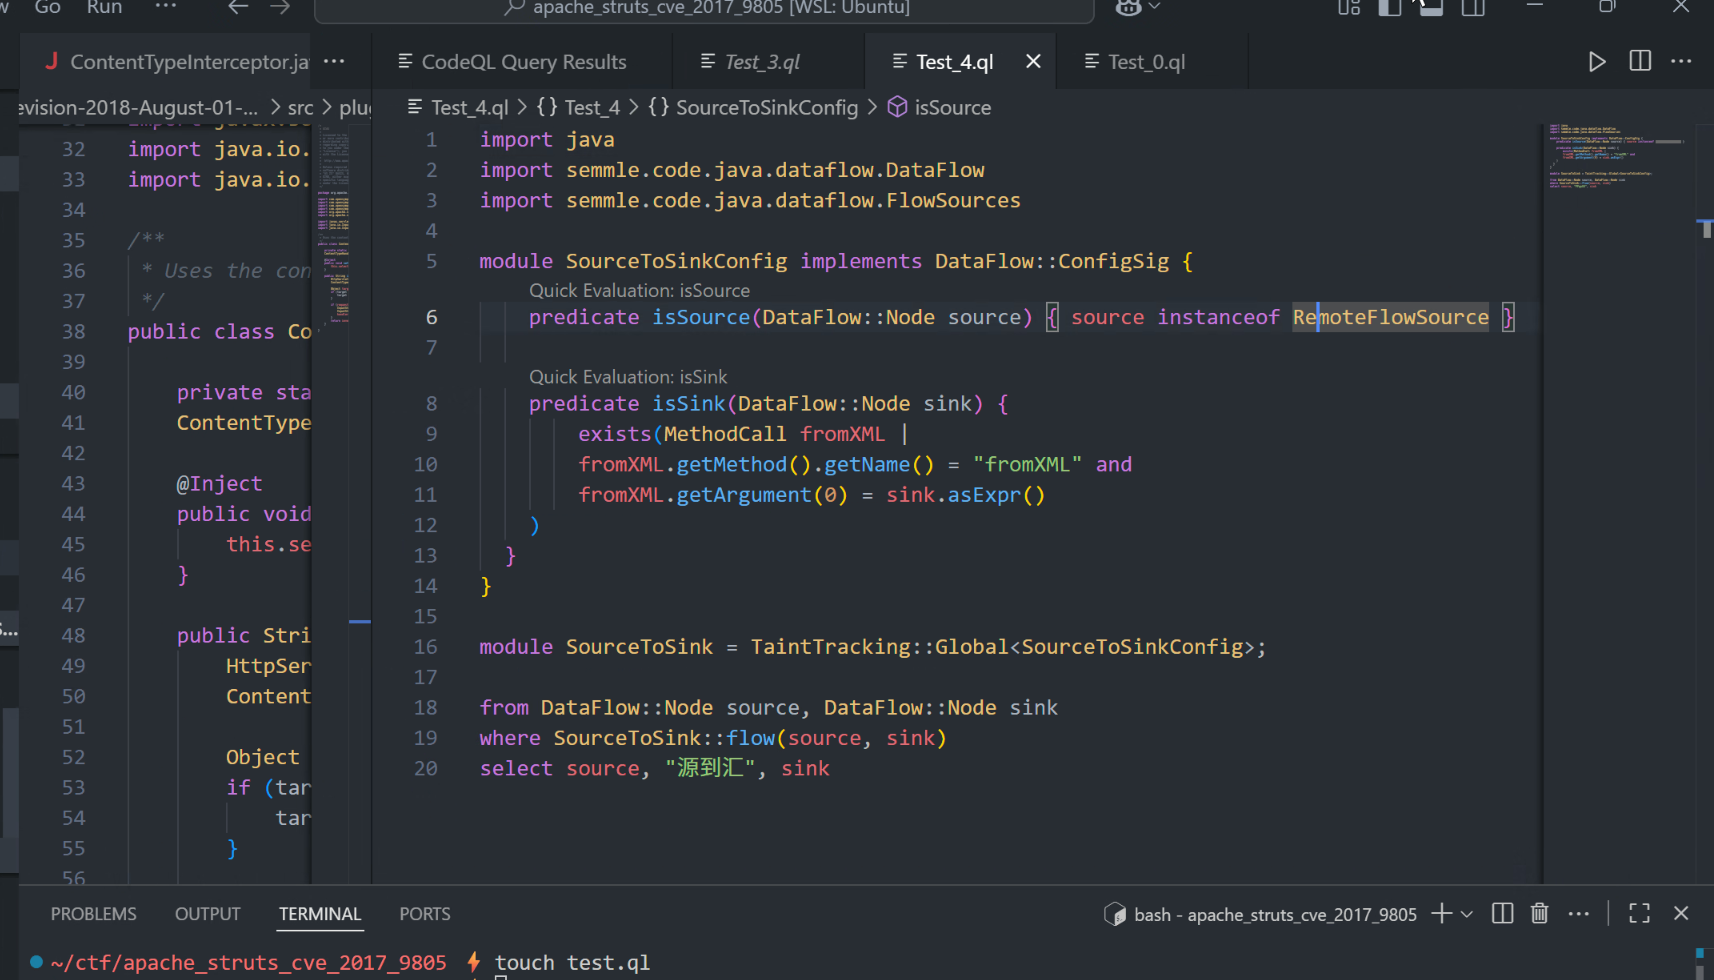 Go Run ··· apache_struts_cve_2017_9805 [WSL: Ubuntu]
ContentTypeInterceptor.ja ··· CodeQL Query Results Test_3.ql Test_4.ql Test_0.ql ···
evision-2018-August-01-... > src > plu Test_4.ql > {} Test_4 > {} SourceToSinkConfig > isSource
32 import java.io.
33 import java.io.
34
35 /**
36 * Uses the con
37 */
38 public class Co
39
40 private sta
41 ContentType
42
43 @Inject
44 public void
45 this.se
46 }
47
48 public Stri
49 HttpSer
50 Content
51
52 Object
53 if (tar
54 tar
55 }
56
1 import java
2 import semmle.code.java.dataflow.DataFlow
3 import semmle.code.java.dataflow.FlowSources
4
5 module SourceToSinkConfig implements DataFlow::ConfigSig {
Quick Evaluation: isSource
6 predicate isSource(DataFlow::Node source) { source instanceof RemoteFlowSource }
7
Quick Evaluation: isSink
8 predicate isSink(DataFlow::Node sink) {
9 exists(MethodCall fromXML |
10 fromXML.getMethod().getName() = "fromXML" and
11 fromXML.getArgument(0) = sink.asExpr()
12 )
13 }
14 }
15
16 module SourceToSink = TaintTracking::Global<SourceToSinkConfig>;
17
18 from DataFlow::Node source, DataFlow::Node sink
19 where SourceToSink::flow(source, sink)
20 select source, "源到汇", sink
PROBLEMS OUTPUT TERMINAL PORTS bash - apache_struts_cve_2017_9805 ···
~/ctf/apache_struts_cve_2017_9805 ⚡ touch test.ql